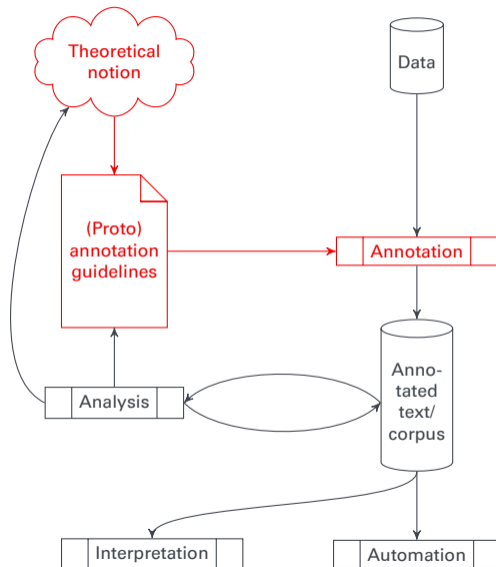 Theoretical
notion
Data
(Proto)
annotation
guidelines
Annotation
Anno-
tated
text/
corpus
Analysis
Interpretation
Automation